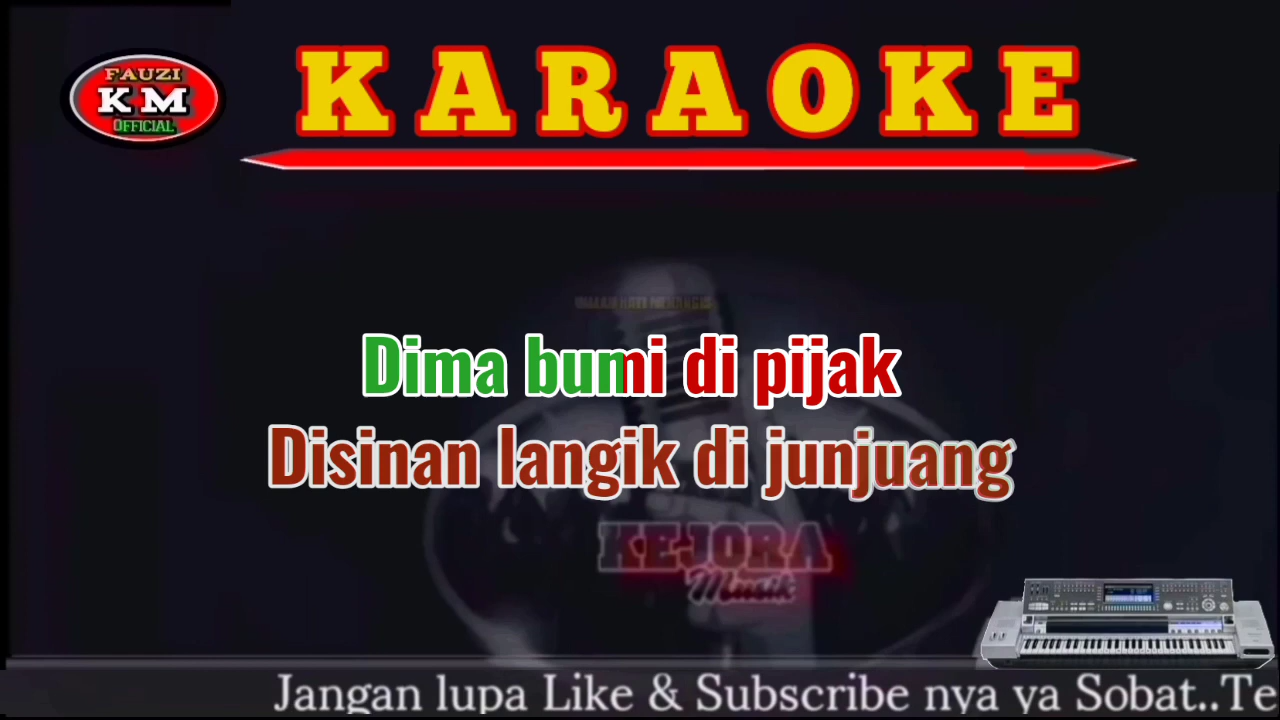 FAUZI
KM
OFFICIAL
KARAOKE
Dima bumi di pijak
Disinan langik di junjuang
KEJORA
Musik
Jangan lupa Like & Subscribe nya ya Sobat..Te